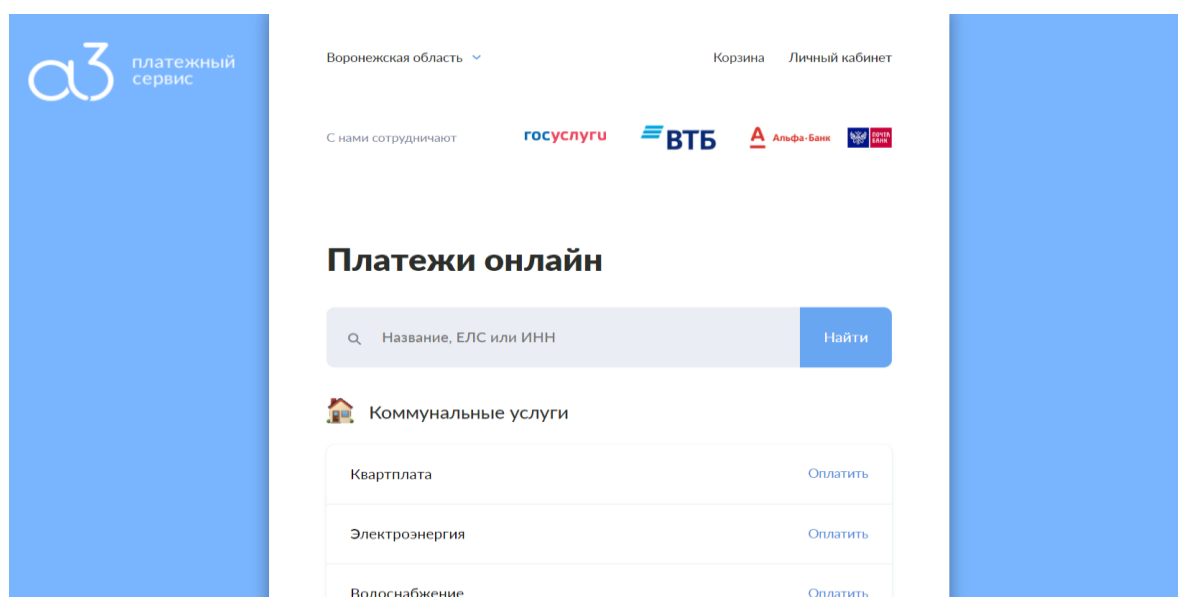 а3 платежный
сервис
Воронежская область
Корзина Личный кабинет
С нами сотрудничают
госуслуги
ВТБ
Альфа·Банк
ПОЧТА
БАНК
Платежи онлайн
Название, ЕЛС или ИНН
Найти
Коммунальные услуги
Квартплата Оплатить
Электроэнергия Оплатить
Водоснабжение Оплатить